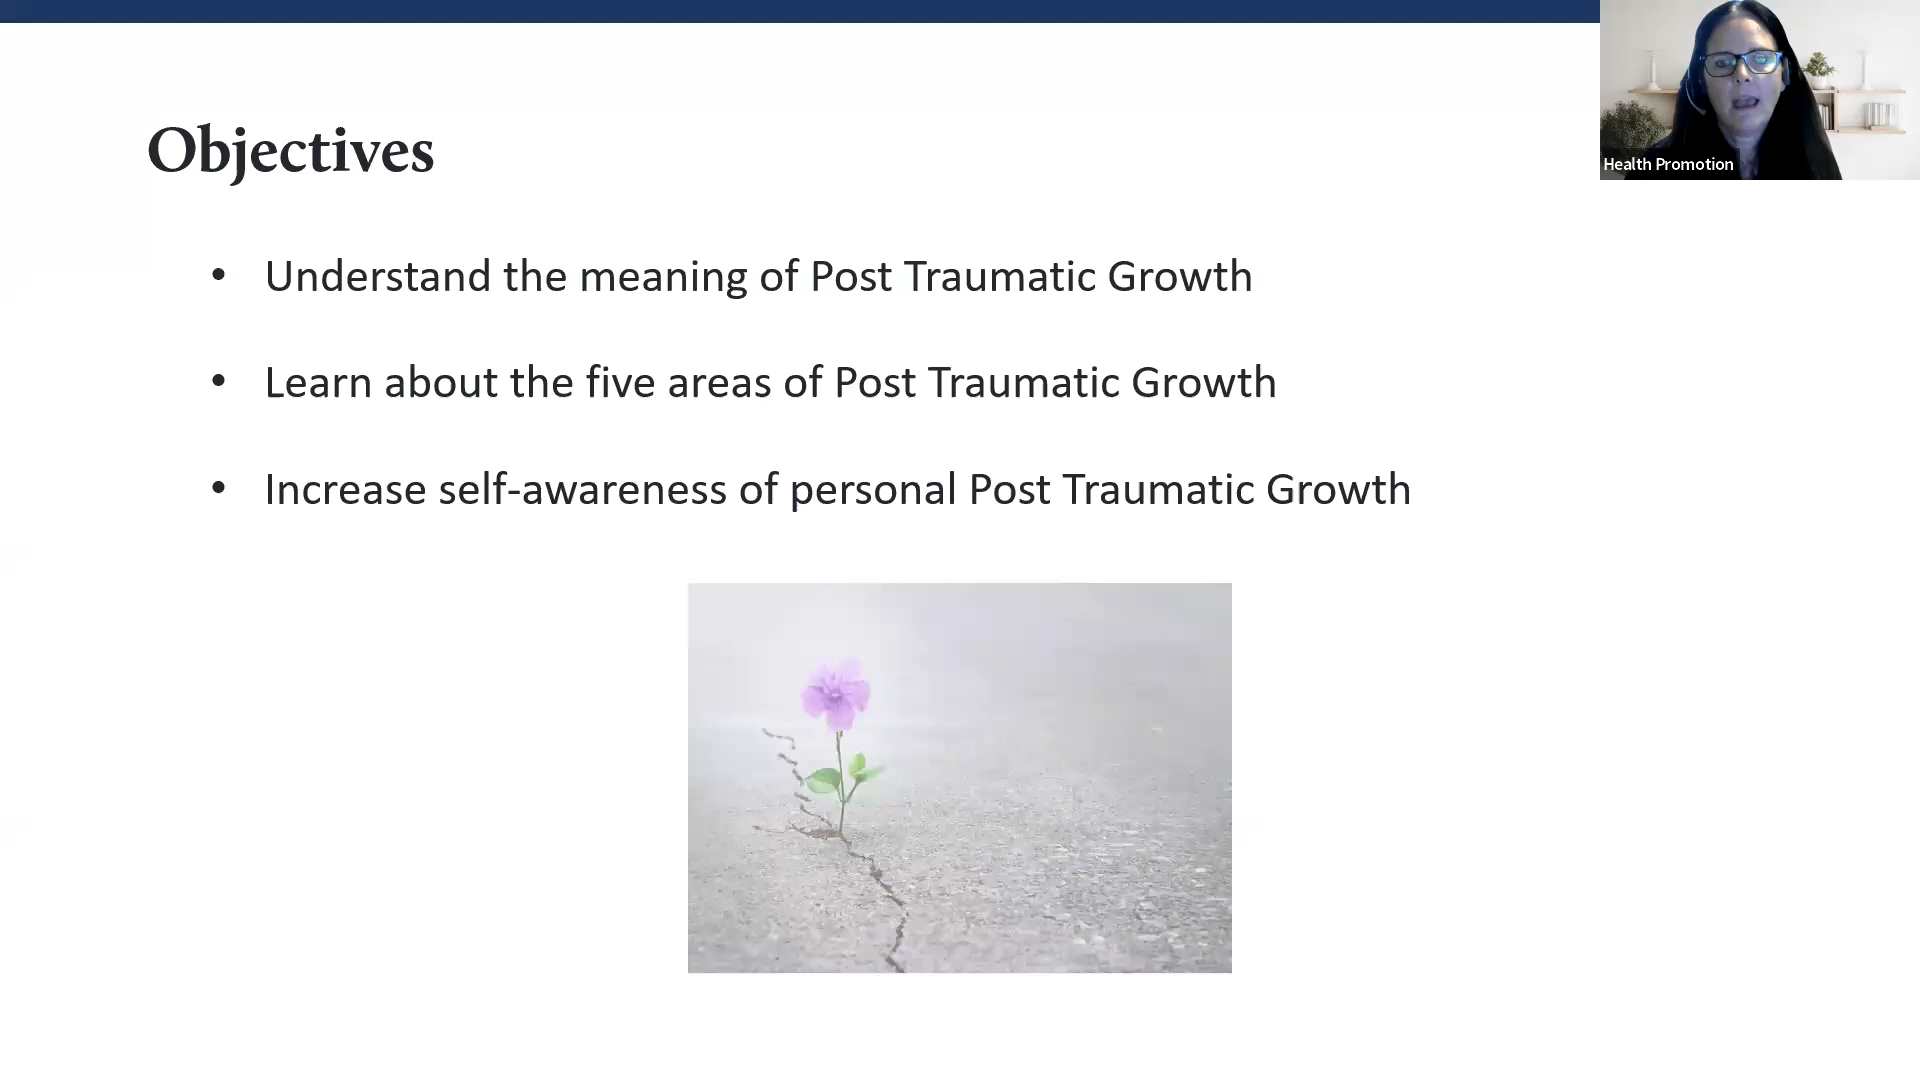 Objectives
• Understand the meaning of Post Traumatic Growth
• Learn about the five areas of Post Traumatic Growth
• Increase self-awareness of personal Post Traumatic Growth
Health Promotion